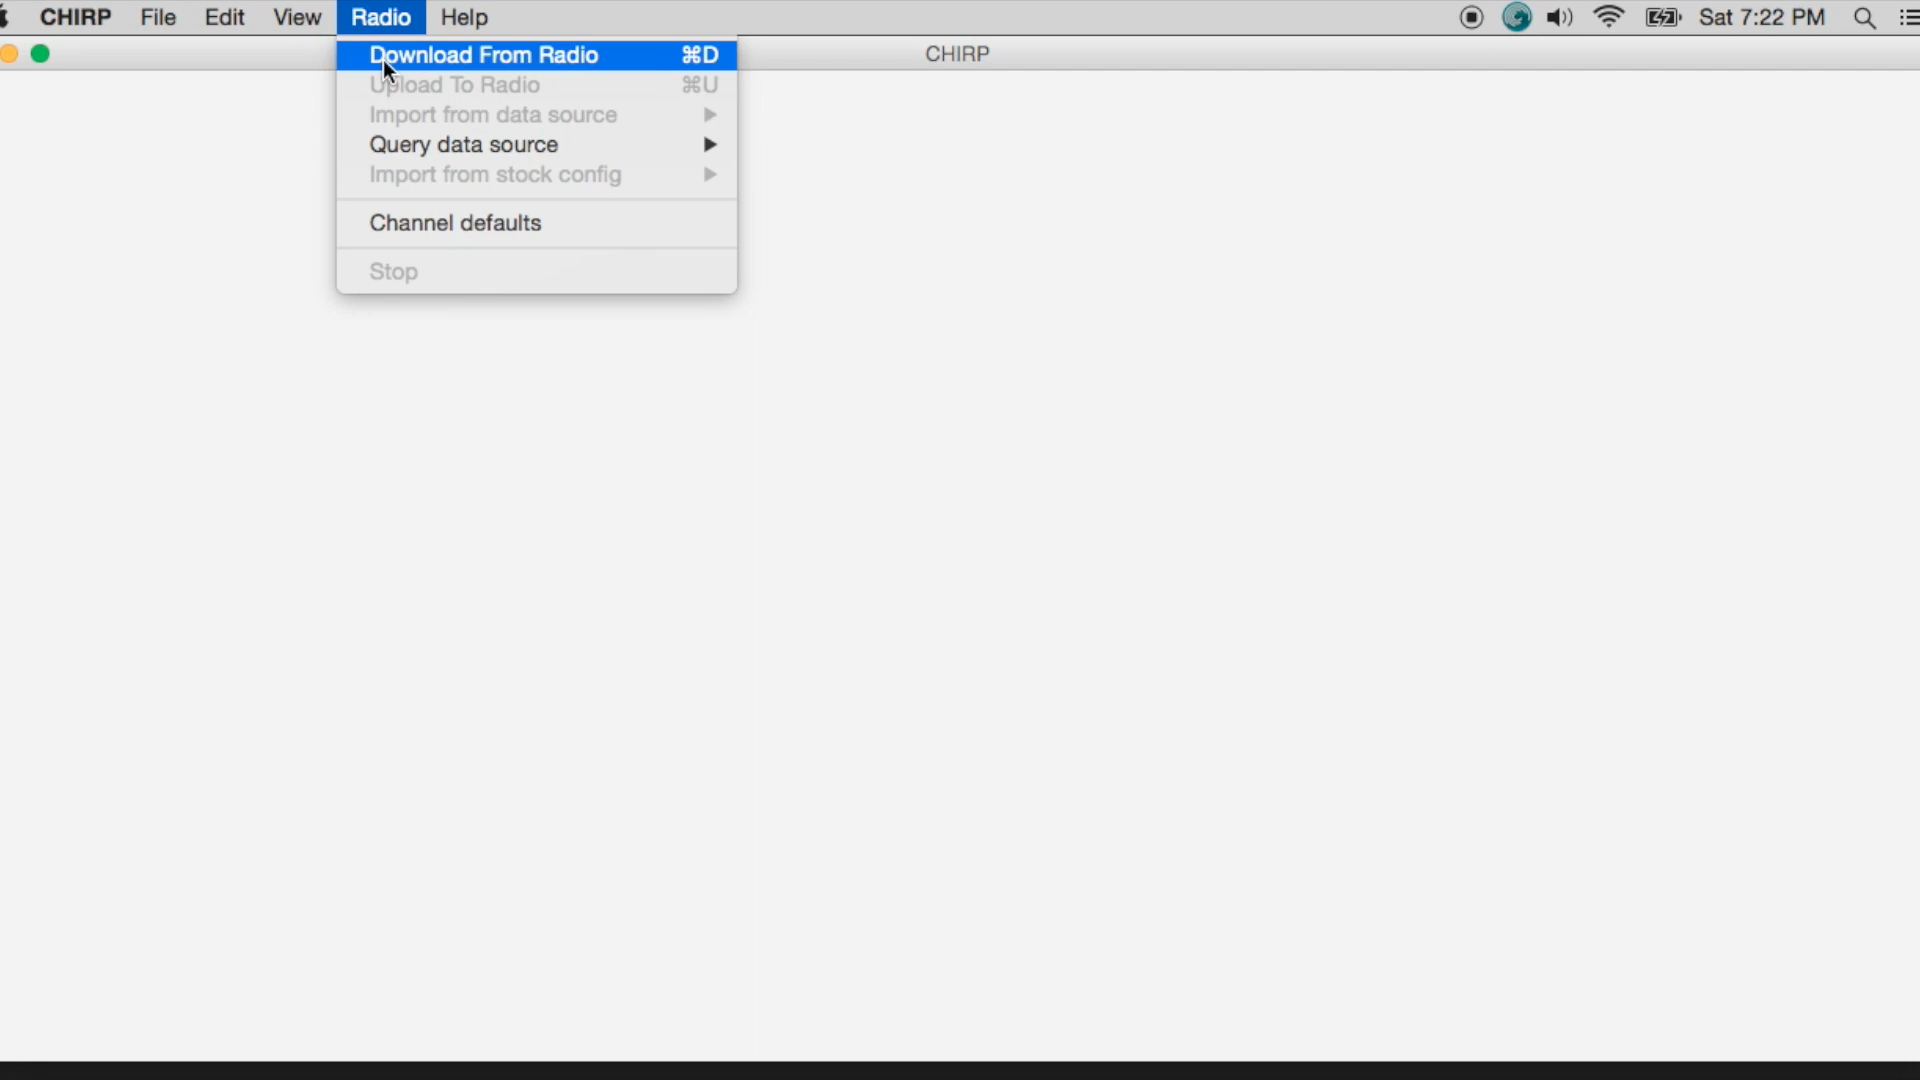 CHIRP File Edit View Radio Help Sat 7:22 PM
CHIRP
Download From Radio ⌘D
Upload To Radio ⌘U
Import from data source ▶
Query data source ▶
Import from stock config ▶
Channel defaults
Stop